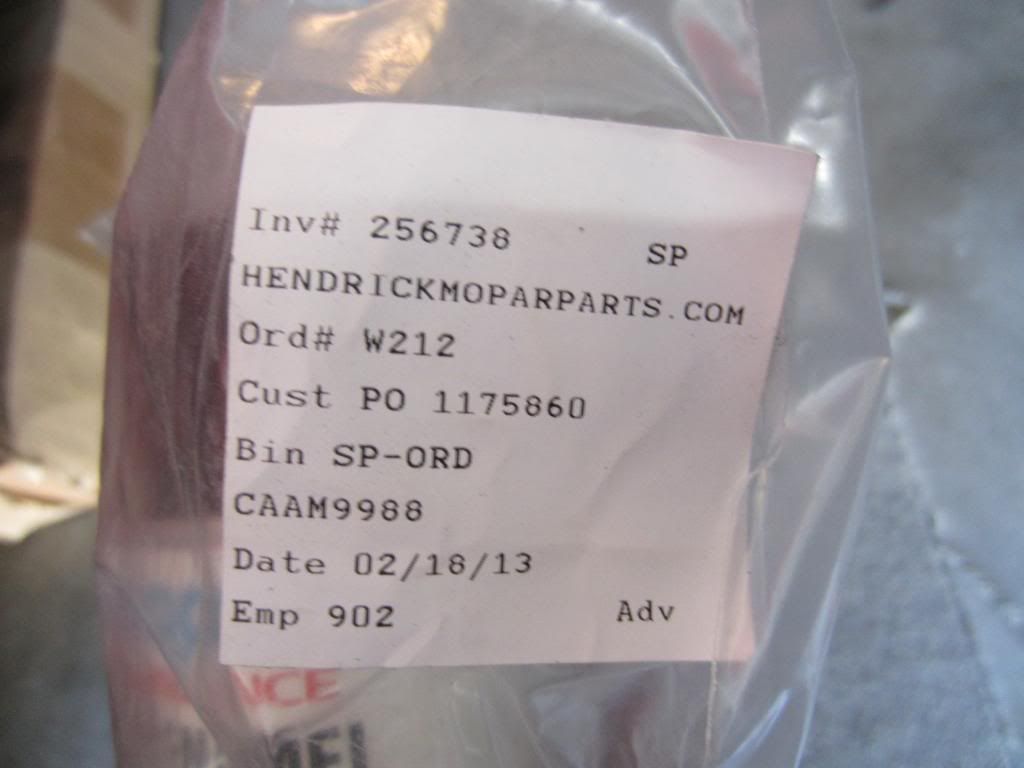 Inv# 256738 SP
HENDRICKMOPARPARTS.COM
Ord# W212
Cust PO 1175860
Bin SP-ORD
CAAM9988
Date 02/18/13
Emp 902 Adv